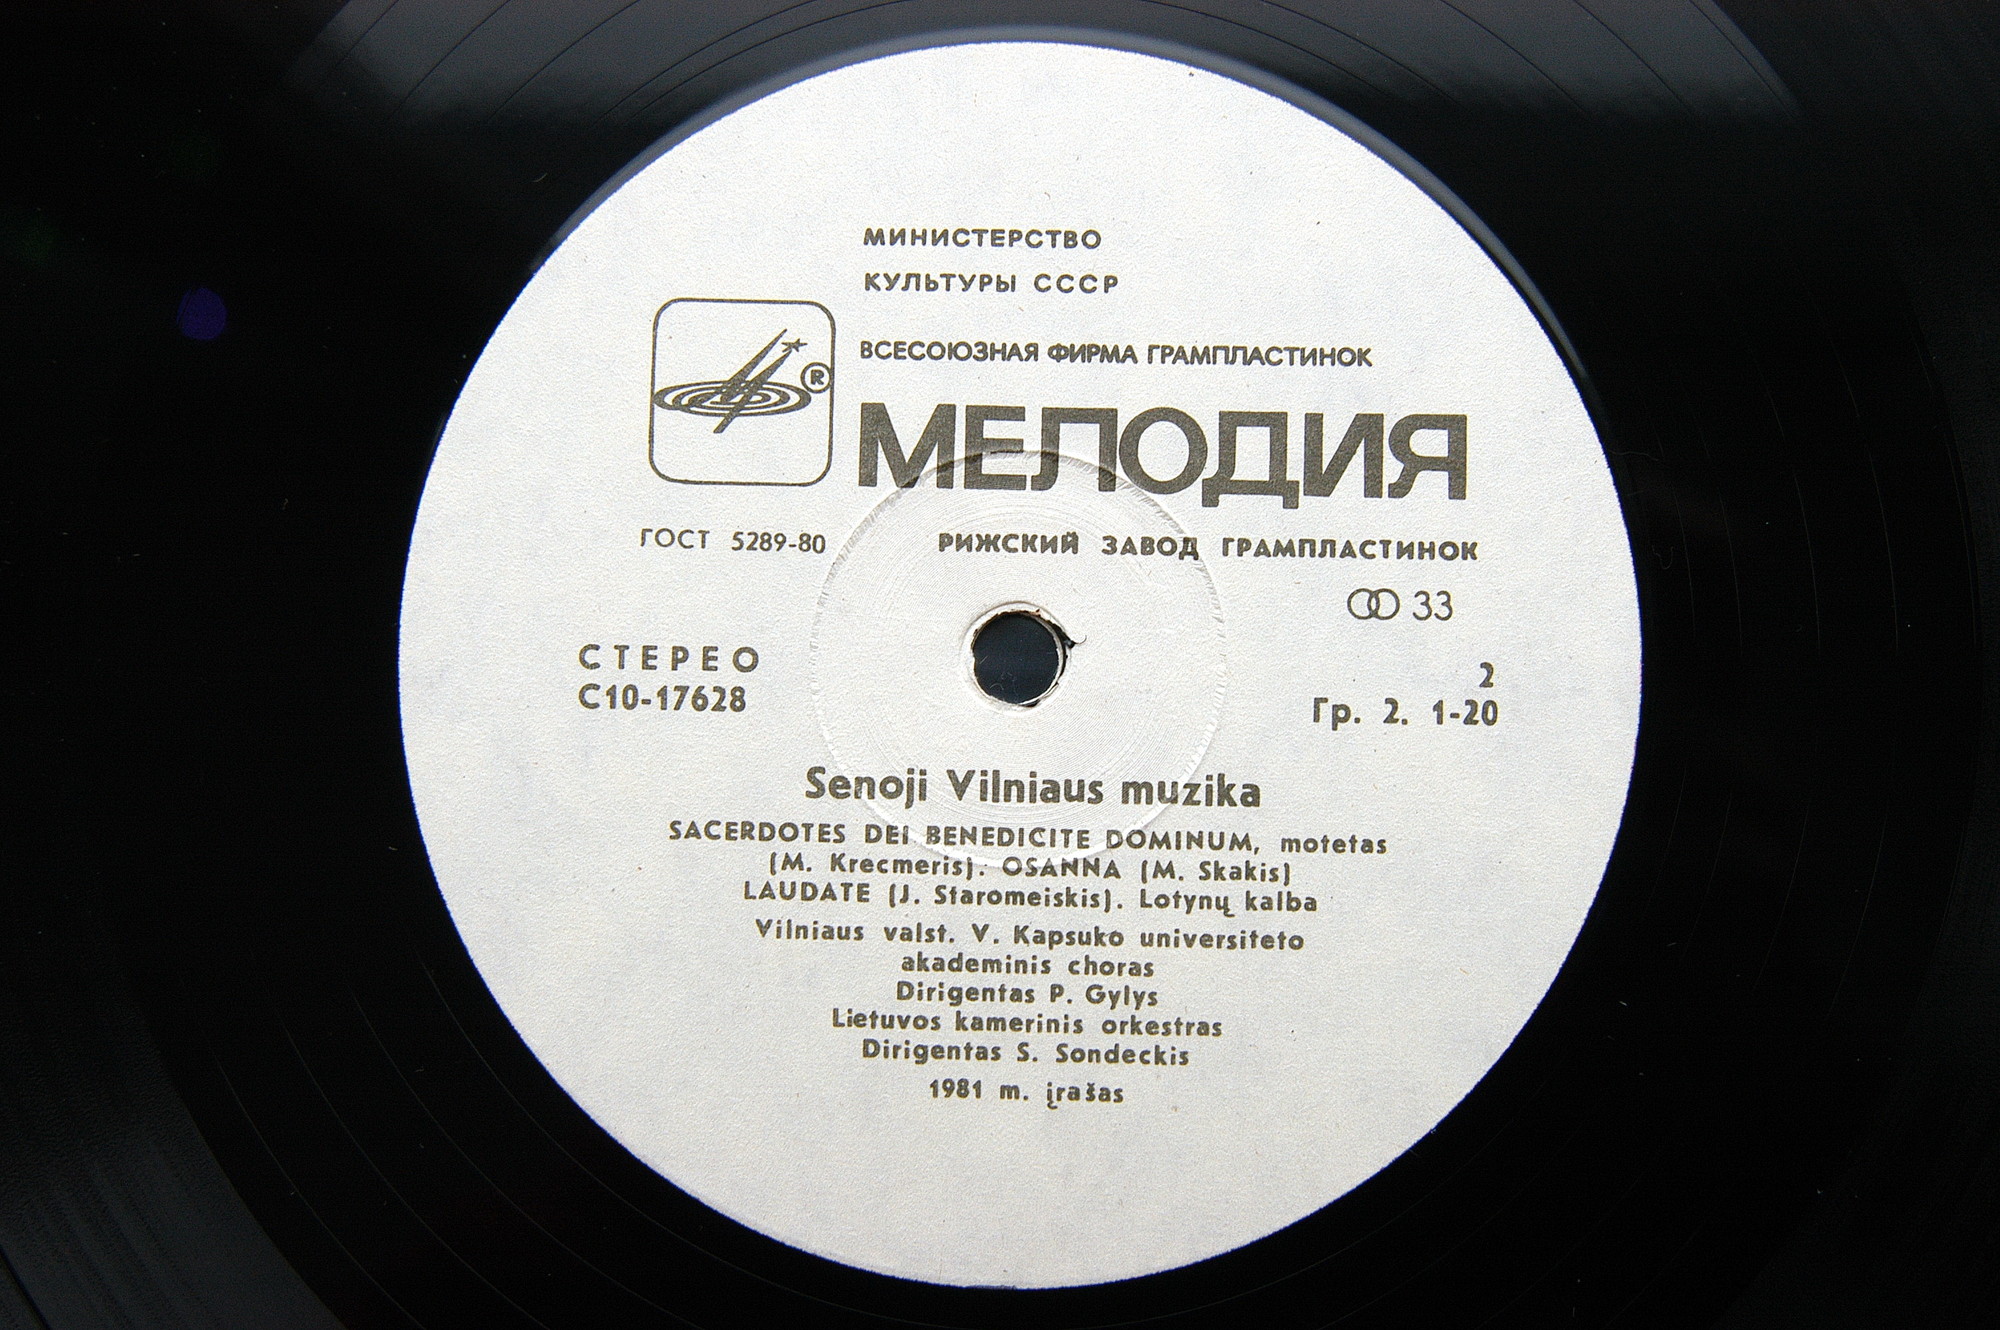 МИНИСТЕРСТВО
КУЛЬТУРЫ СССР
ВСЕСОЮЗНАЯ ФИРМА ГРАМПЛАСТИНОК
®
МЕЛОДИЯ
ГОСТ 5289-80
РИЖСКИЙ ЗАВОД ГРАМПЛАСТИНОК
33
СТЕРЕО
2
С10-17628
Гр. 2. 1-20
Senoji Vilniaus muzika
SACERDOTES DEI BENEDICITE DOMINUM, motetas
(M. Krecmeris). OSANNA (M. Skakis)
LAUDATE (J. Staromeiskis). Lotynų kalba
Vilniaus valst. V. Kapsuko universiteto
akademinis choras
Dirigentas P. Gylys
Lietuvos kamerinis orkestras
Dirigentas S. Sondeckis
1981 m. įrašas